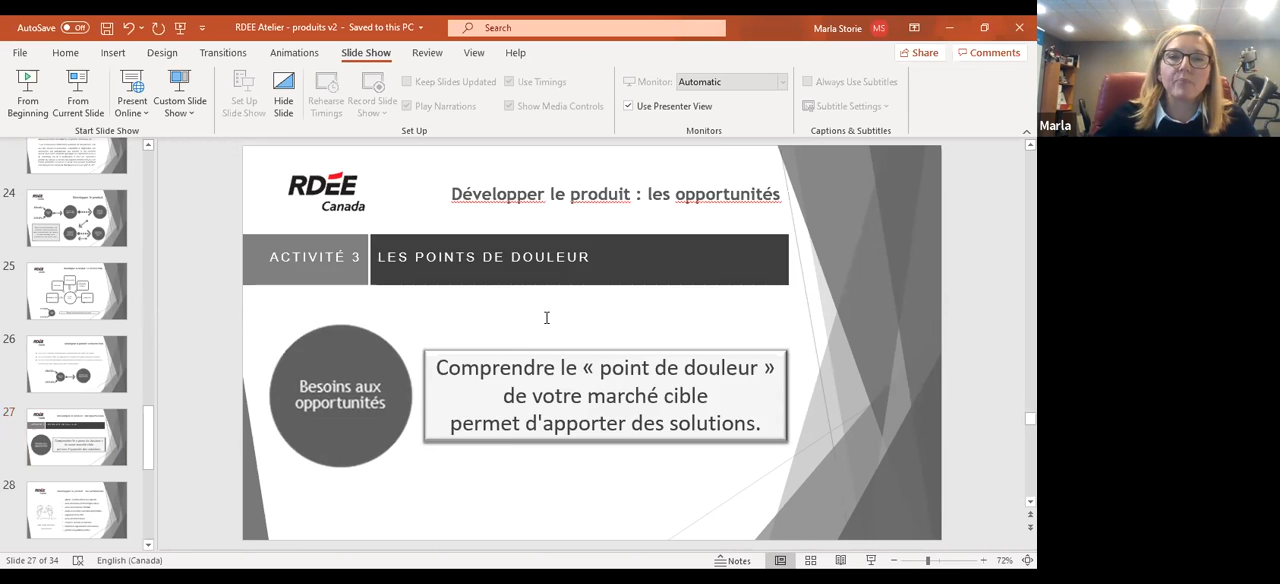 AutoSave Off RDEE Atelier - produits v2 - Saved to this PC Search Marla Storie MS
File Home Insert Design Transitions Animations Slide Show Review View Help Share Comments
From Beginning
From Current Slide
Present Online
Custom Slide Show
Start Slide Show
Set Up Slide Show
Hide Slide
Rehearse Timings
Record Slide Show
Keep Slides Updated
Play Narrations
Use Timings
Show Media Controls
Set Up
Monitor: Automatic
Use Presenter View
Monitors
Always Use Subtitles
Subtitle Settings
Captions & Subtitles
Marla
24
25
26
27
28
RDÉE
Canada
Développer le produit : les opportunités
ACTIVITÉ 3 LES POINTS DE DOULEUR
Besoins aux
opportunités
Comprendre le « point de douleur »
de votre marché cible
permet d'apporter des solutions.
Slide 27 of 34 English (Canada) Notes 72%